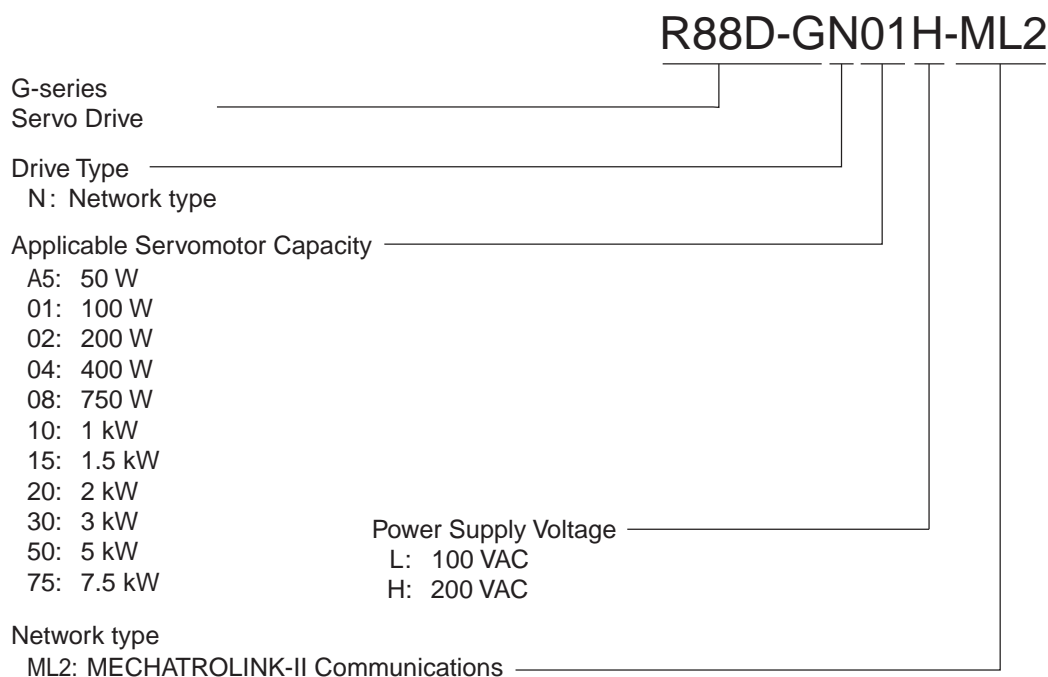 R88D-GN01H-ML2
G-series
Servo Drive
Drive Type
N: Network type
Applicable Servomotor Capacity
A5: 50 W
01: 100 W
02: 200 W
04: 400 W
08: 750 W
10: 1 kW
15: 1.5 kW
20: 2 kW
30: 3 kW
50: 5 kW
75: 7.5 kW
Power Supply Voltage
L: 100 VAC
H: 200 VAC
Network type
ML2: MECHATROLINK-II Communications